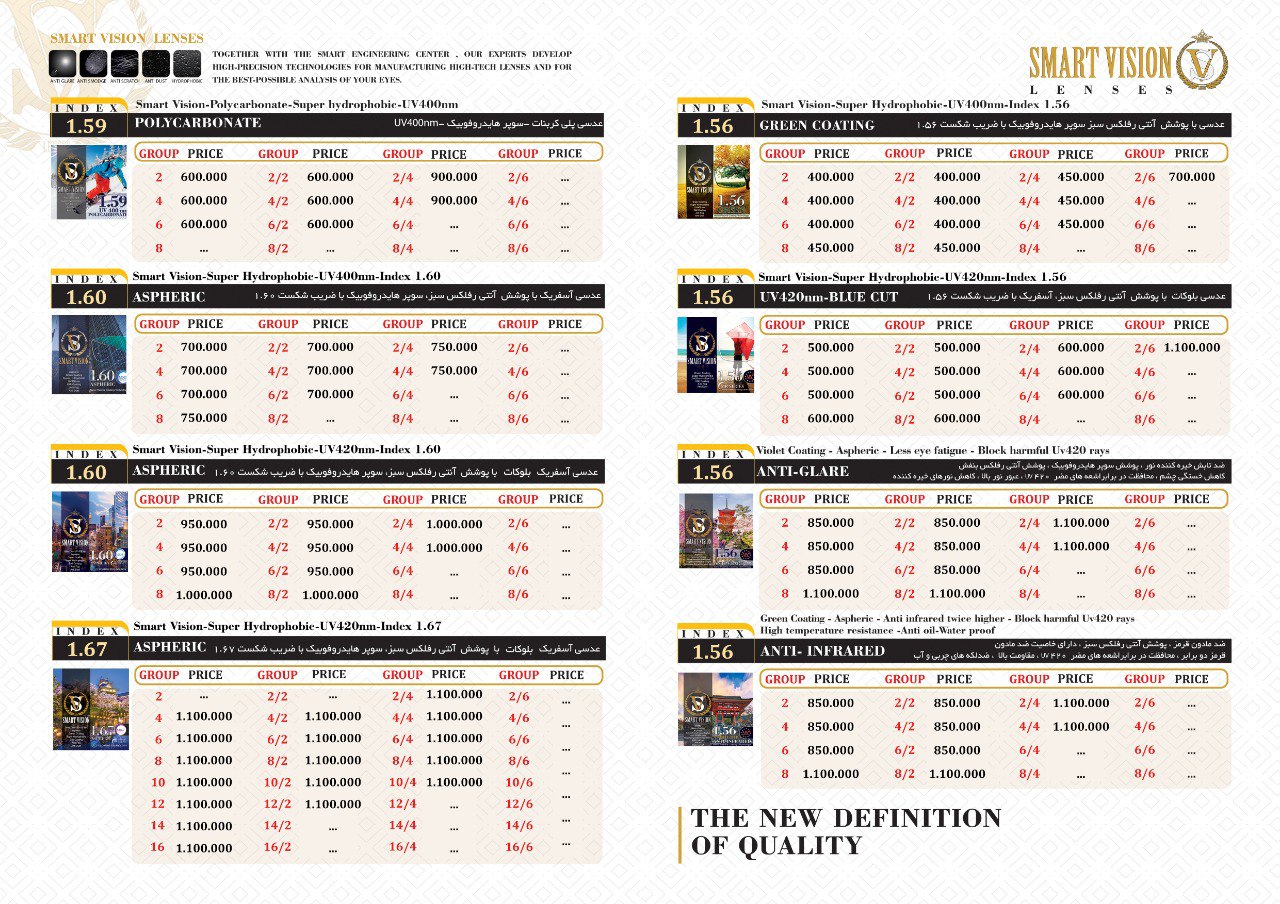 SMART VISION LENSES
ANTI GLARE ANTI SMODGE ANTI SCRATCH ANTI DUST HYDROPHOBIC
TOGETHER WITH THE SMART ENGINEERING CENTER , OUR EXPERTS DEVELOP
HIGH-PRECISION TECHNOLOGIES FOR MANUFACTURING HIGH-TECH LENSES AND FOR
THE BEST-POSSIBLE ANALYSIS OF YOUR EYES.
INDEX
1.59
Smart Vision-Polycarbonate-Super hydrophobic-UV400nm
POLYCARBONATE عدسی پلی کربنات -سوپر هایدروفوبیک -UV400nm
SMART VISION
1.59
UV 400 nm
POLYCARBONATE
GROUP PRICE GROUP PRICE GROUP PRICE GROUP PRICE
2 600.000 2/2 600.000 2/4 900.000 2/6 ...
4 600.000 4/2 600.000 4/4 900.000 4/6 ...
6 600.000 6/2 600.000 6/4 ... 6/6 ...
8 ... 8/2 ... 8/4 ... 8/6 ...
INDEX
1.60
Smart Vision-Super Hydrophobic-UV400nm-Index 1.60
ASPHERIC عدسی آسفریک با پوشش آنتی رفلکس سبز، سوپر هایدروفوبیک با ضریب شکست ۱.۶۰
SMART VISION
1.60
ASPHERIC
GROUP PRICE GROUP PRICE GROUP PRICE GROUP PRICE
2 700.000 2/2 700.000 2/4 750.000 2/6 ...
4 700.000 4/2 700.000 4/4 750.000 4/6 ...
6 700.000 6/2 700.000 6/4 ... 6/6 ...
8 750.000 8/2 ... 8/4 ... 8/6 ...
INDEX
1.60
Smart Vision-Super Hydrophobic-UV420nm-Index 1.60
ASPHERIC عدسی آسفریک بلوکات با پوشش آنتی رفلکس سبز، سوپر هایدروفوبیک با ضریب شکست ۱.۶۰
SMART VISION
1.60
GROUP PRICE GROUP PRICE GROUP PRICE GROUP PRICE
2 950.000 2/2 950.000 2/4 1.000.000 2/6 ...
4 950.000 4/2 950.000 4/4 1.000.000 4/6 ...
6 950.000 6/2 950.000 6/4 ... 6/6 ...
8 1.000.000 8/2 1.000.000 8/4 ... 8/6 ...
INDEX
1.67
Smart Vision-Super Hydrophobic-UV420nm-Index 1.67
ASPHERIC عدسی آسفریک بلوکات با پوشش آنتی رفلکس سبز، سوپر هایدروفوبیک با ضریب شکست ۱.۶۷
SMART VISION
1.67
GROUP PRICE GROUP PRICE GROUP PRICE GROUP PRICE
2 ... 2/2 ... 2/4 1.100.000 2/6 ...
4 1.100.000 4/2 1.100.000 4/4 1.100.000 4/6 ...
6 1.100.000 6/2 1.100.000 6/4 1.100.000 6/6 ...
8 1.100.000 8/2 1.100.000 8/4 1.100.000 8/6 ...
10 1.100.000 10/2 1.100.000 10/4 1.100.000 10/6 ...
12 1.100.000 12/2 1.100.000 12/4 ... 12/6 ...
14 1.100.000 14/2 ... 14/4 ... 14/6 ...
16 1.100.000 16/2 ... 16/4 ... 16/6 ...
SMART VISION
LENSES
INDEX
1.56
Smart Vision-Super Hydrophobic-UV400nm-Index 1.56
GREEN COATING عدسی با پوشش آنتی رفلکس سبز سوپر هایدروفوبیک با ضریب شکست ۱.۵۶
SMART VISION
1.56
GROUP PRICE GROUP PRICE GROUP PRICE GROUP PRICE
2 400.000 2/2 400.000 2/4 450.000 2/6 700.000
4 400.000 4/2 400.000 4/4 450.000 4/6 ...
6 400.000 6/2 400.000 6/4 450.000 6/6 ...
8 450.000 8/2 450.000 8/4 ... 8/6 ...
INDEX
1.56
Smart Vision-Super Hydrophobic-UV420nm-Index 1.56
UV420nm-BLUE CUT عدسی بلوکات با پوشش آنتی رفلکس سبز، آسفریک با ضریب شکست ۱.۵۶
SMART VISION
1.56
GROUP PRICE GROUP PRICE GROUP PRICE GROUP PRICE
2 500.000 2/2 500.000 2/4 600.000 2/6 1.100.000
4 500.000 4/2 500.000 4/4 600.000 4/6 ...
6 500.000 6/2 500.000 6/4 600.000 6/6 ...
8 600.000 8/2 600.000 8/4 ... 8/6 ...
INDEX
1.56
Violet Coating - Aspheric - Less eye fatigue - Block harmful Uv420 rays
ANTI-GLARE ضد تابش خیره کننده نور ، پوشش سوپر هایدروفوبیک ، پوشش آنتی رفلکس بنفش
کاهش خستگی چشم ، محافظت در برابر اشعه های مضر UV ۴۲۰ ، عبور نور بالا ، کاهش نورهای خیره کننده
SMART VISION
1.56
GROUP PRICE GROUP PRICE GROUP PRICE GROUP PRICE
2 850.000 2/2 850.000 2/4 1.100.000 2/6 ...
4 850.000 4/2 850.000 4/4 1.100.000 4/6 ...
6 850.000 6/2 850.000 6/4 ... 6/6 ...
8 1.100.000 8/2 1.100.000 8/4 ... 8/6 ...
Green Coating - Aspheric - Anti infrared twice higher - Block harmful Uv420 rays
High temperature resistance -Anti oil-Water proof
INDEX
1.56
ANTI- INFRARED ضد مادون قرمز ، پوشش آنتی رفلکس سبز ، دارای خاصیت ضد مادون
قرمز دو برابر ، محافظت در برابر اشعه های مضر UV ۴۲۰ ، مقاومت بالا ، ضدلکه های چربی و آب
SMART VISION
1.56
GROUP PRICE GROUP PRICE GROUP PRICE GROUP PRICE
2 850.000 2/2 850.000 2/4 1.100.000 2/6 ...
4 850.000 4/2 850.000 4/4 1.100.000 4/6 ...
6 850.000 6/2 850.000 6/4 ... 6/6 ...
8 1.100.000 8/2 1.100.000 8/4 ... 8/6 ...
THE NEW DEFINITION
OF QUALITY